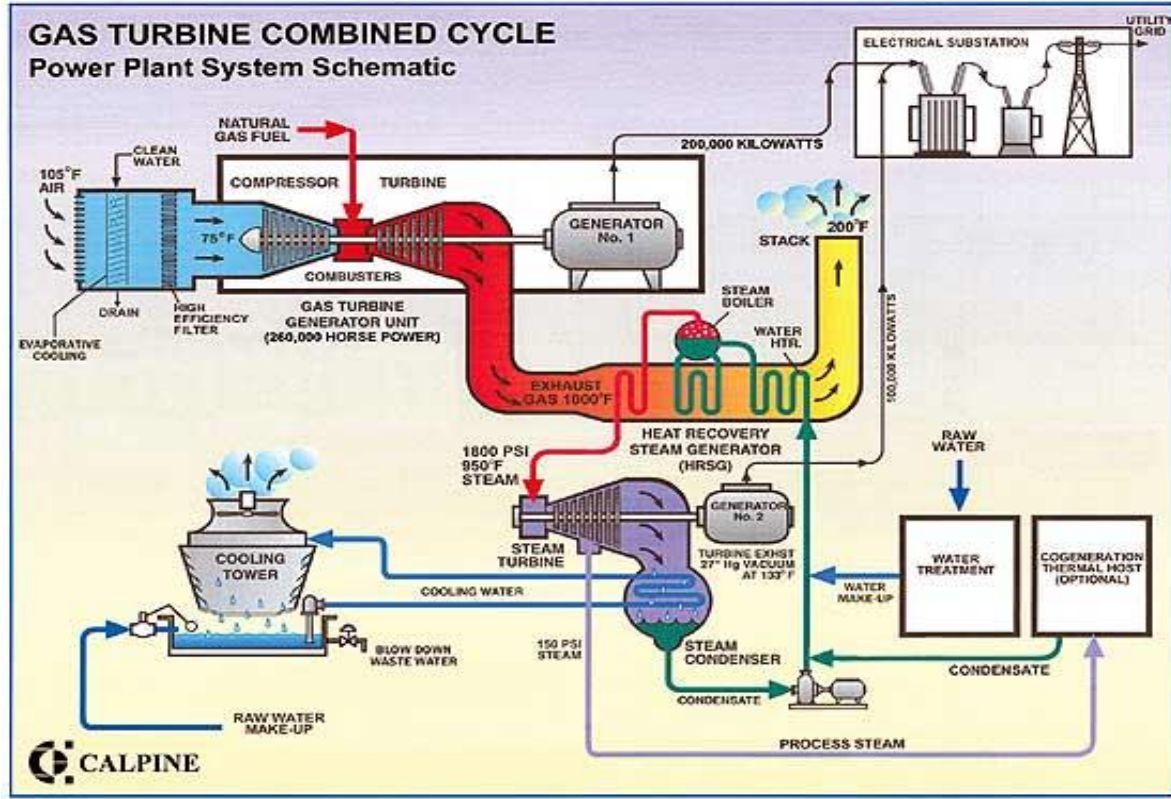 GAS TURBINE COMBINED CYCLE
Power Plant System Schematic
UTILITY
GRID
ELECTRICAL SUBSTATION
NATURAL
GAS FUEL
200,000 KILOWATTS
CLEAN
WATER
105°F
AIR
COMPRESSOR
TURBINE
75°F
GENERATOR
No. 1
200°F
STACK
COMBUSTERS
DRAIN
HIGH
EFFICIENCY
FILTER
EVAPORATIVE
COOLING
GAS TURBINE
GENERATOR UNIT
(260,000 HORSE POWER)
STEAM
BOILER
WATER
HTR.
100,000 KILOWATTS
EXHAUST
GAS 1000°F
HEAT RECOVERY
STEAM GENERATOR
(HRSG)
1800 PSI
950°F
STEAM
RAW
WATER
GENERATOR
No. 2
STEAM
TURBINE
TURBINE EXHST
27" Hg VACUUM
AT 133°F
COOLING
TOWER
COOLING WATER
WATER
MAKE-UP
WATER
TREATMENT
COGENERATION
THERMAL HOST
(OPTIONAL)
BLOW DOWN
WASTE WATER
150 PSI
STEAM
STEAM
CONDENSER
CONDENSATE
CONDENSATE
RAW WATER
MAKE-UP
PROCESS STEAM
CALPINE